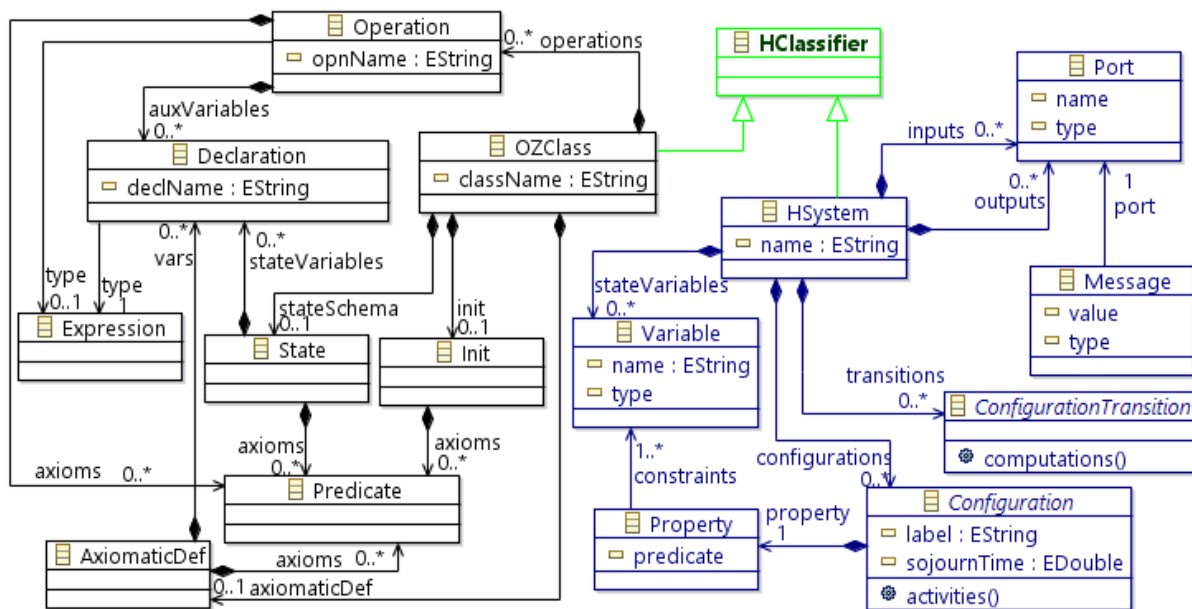 Operation
opnName : EString
0..* operations
HClassifier
Port
name
type
auxVariables
0..*
inputs 0..*
Declaration
declName : EString
OZClass
className : EString
0..*
outputs
1
port
HSystem
name : EString
0..*
vars
0..*
stateVariables
type
0..1
type
1
stateSchema
0..1
init
0..1
stateVariables
0..*
Message
value
type
Expression
State
Init
Variable
name : EString
type
transitions
0..*
ConfigurationTransition
computations()
axioms
0..*
axioms
0..*
axioms 0..*
1..*
constraints
configurations
0..*
Predicate
Configuration
label : EString
sojournTime : EDouble
activities()
property
1
Property
predicate
AxiomaticDef
axioms 0..*
0..1 axiomaticDef